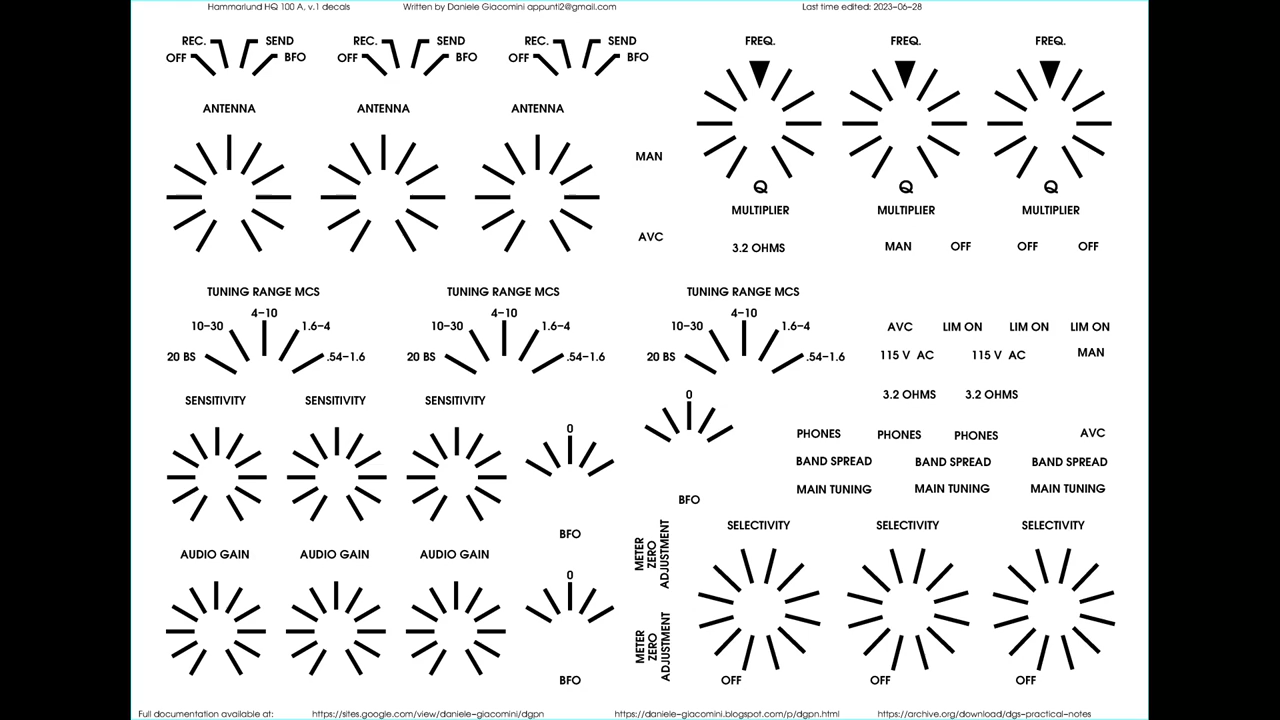 Hammarlund HQ 100 A, v.1 decals Written by Daniele Giacomini appunti2@gmail.com Last time edited: 2023-06-28
REC. SEND REC. SEND REC. SEND FREQ. FREQ. FREQ.
OFF BFO OFF BFO OFF BFO
ANTENNA ANTENNA ANTENNA
MAN
Q Q Q
MULTIPLIER MULTIPLIER MULTIPLIER
AVC
3.2 OHMS MAN OFF OFF OFF
TUNING RANGE MCS TUNING RANGE MCS TUNING RANGE MCS
4-10 4-10 4-10
10-30 1.6-4 10-30 1.6-4 10-30 1.6-4 AVC LIM ON LIM ON LIM ON
20 BS .54-1.6 20 BS .54-1.6 20 BS .54-1.6 115 V AC 115 V AC MAN
0 3.2 OHMS 3.2 OHMS
SENSITIVITY SENSITIVITY SENSITIVITY
0 PHONES PHONES PHONES AVC
BAND SPREAD BAND SPREAD BAND SPREAD
MAIN TUNING MAIN TUNING MAIN TUNING
BFO
SELECTIVITY SELECTIVITY SELECTIVITY
BFO
METER
ZERO
ADJUSTMENT
AUDIO GAIN AUDIO GAIN AUDIO GAIN
0
METER
ZERO
ADJUSTMENT
BFO OFF OFF OFF
Full documentation available at: https://sites.google.com/view/daniele-giacomini/dgpn https://daniele-giacomini.blogspot.com/p/dgpn.html https://archive.org/download/dgs-practical-notes